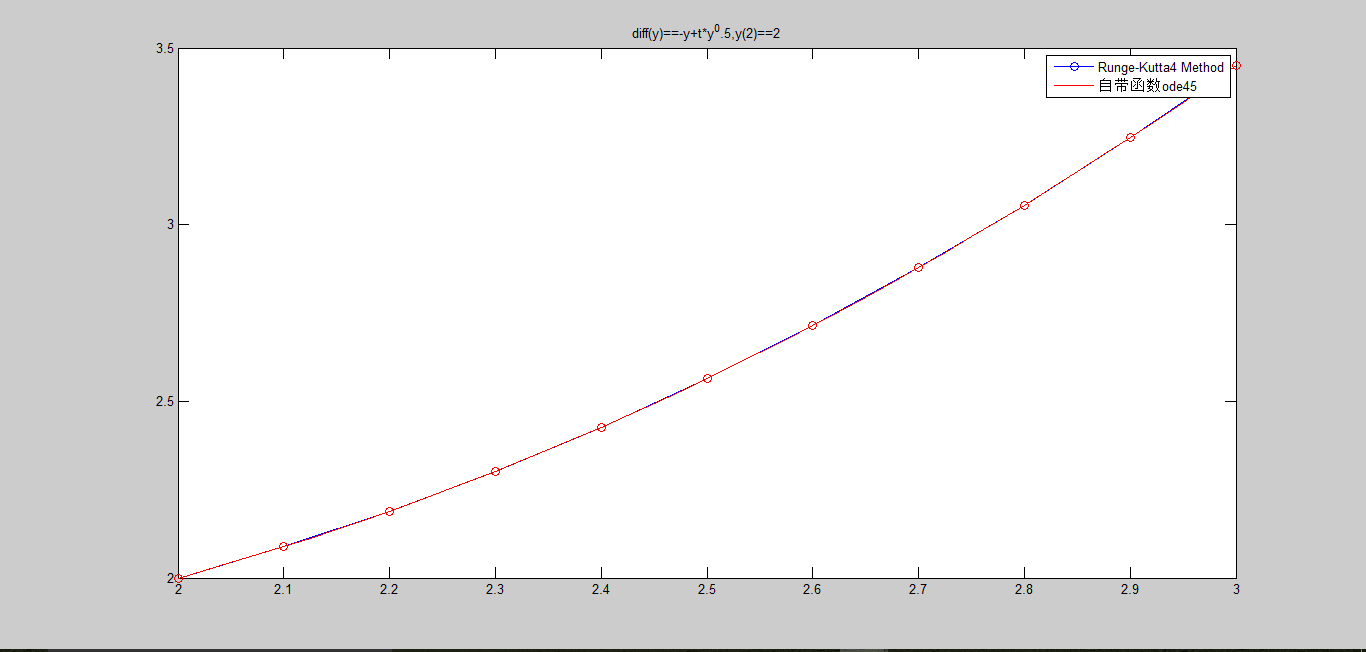 diff(y)==-y+t*y⁰.5,y(2)==2
3.5
3
2.5
2
Runge-Kutta4 Method
自带函数ode45
2 2.1 2.2 2.3 2.4 2.5 2.6 2.7 2.8 2.9 3